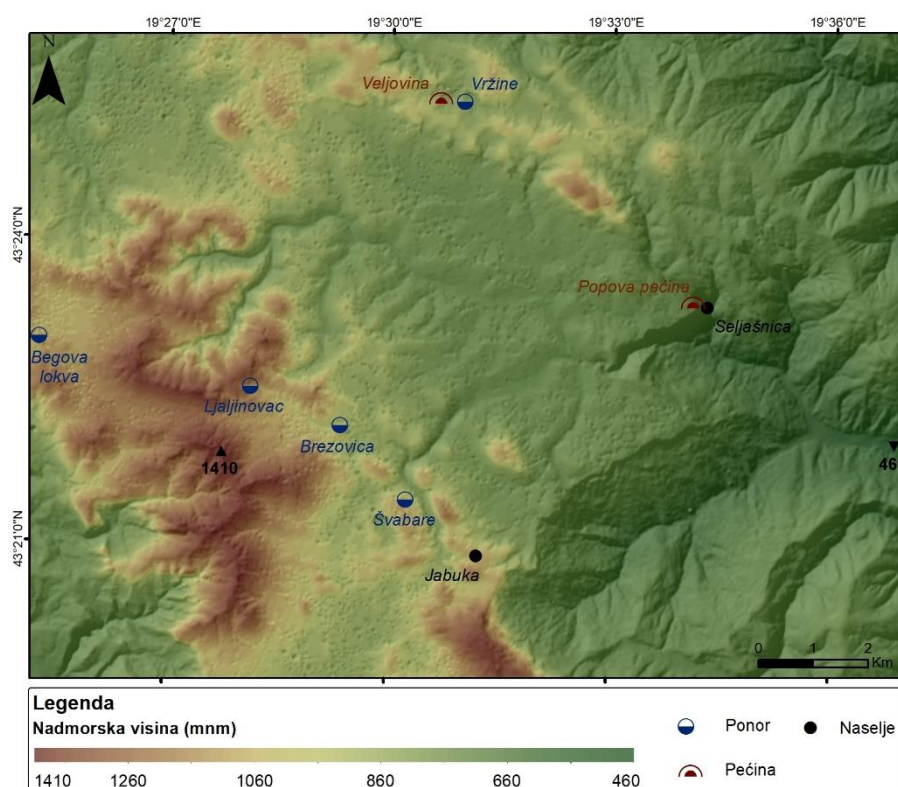 19°27'0"E
19°30'0"E
19°33'0"E
19°36'0"E
N
Veljovina
Vržine
43°24'0"N
Popova pećina
Seljašnica
Begova
lokva
Ljaljinovac
Brezovica
1410
46
Švabare
43°21'0"N
Jabuka
0 1 2
Km
Legenda
Nadmorska visina (mnm)
1410 1260 1060 860 660 460
Ponor
Naselje
Pećina